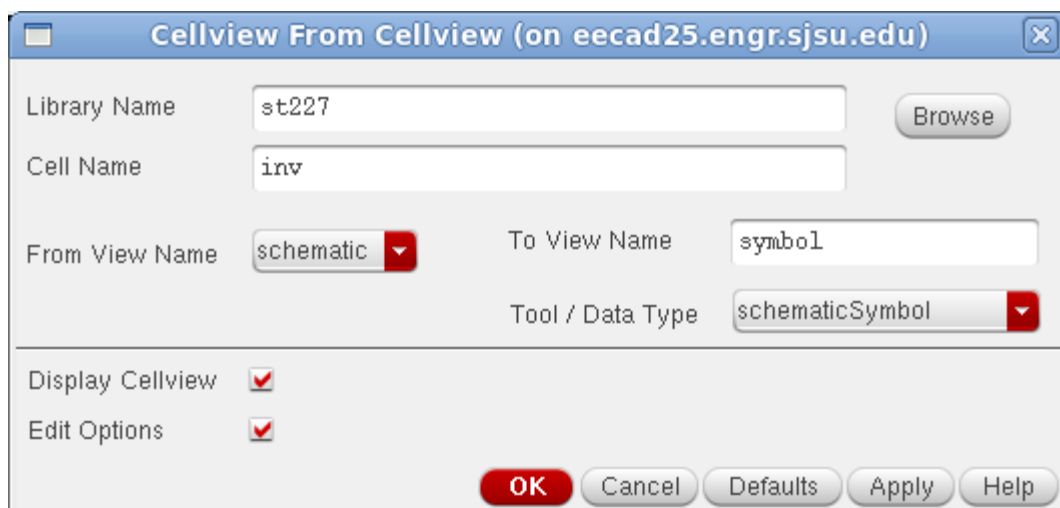 Cellview From Cellview (on eecad25.engr.sjsu.edu)
Library Name st227 Browse
Cell Name inv
From View Name schematic To View Name symbol
Tool / Data Type schematicSymbol
Display Cellview
Edit Options
OK Cancel Defaults Apply Help